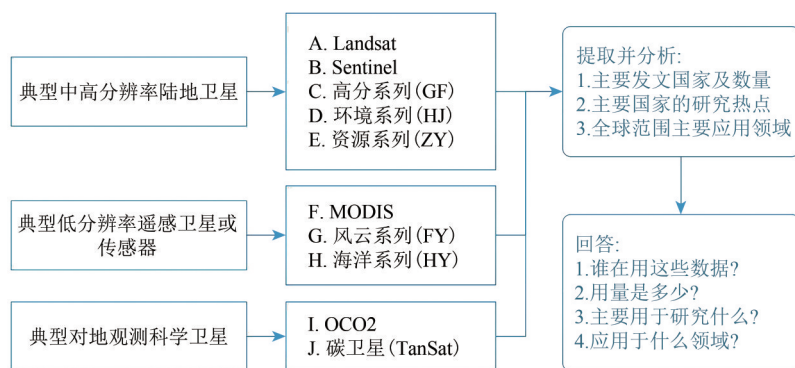 典型中高分辨率陆地卫星
A. Landsat
B. Sentinel
C. 高分系列(GF)
D. 环境系列(HJ)
E. 资源系列(ZY)
提取并分析:
1.主要发文国家及数量
2.主要国家的研究热点
3.全球范围主要应用领域
典型低分辨率遥感卫星或
传感器
F. MODIS
G. 风云系列(FY)
H. 海洋系列(HY)
回答:
1.谁在用这些数据?
2.用量是多少?
3.主要用于研究什么?
4.应用于什么领域?
典型对地观测科学卫星
I. OCO2
J. 碳卫星(TanSat)